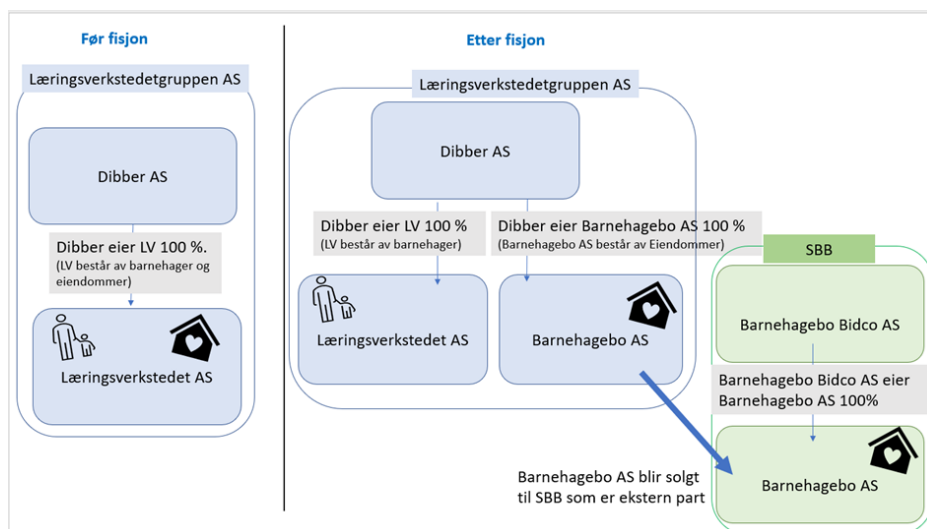 Før fisjon
Læringsverkstedetgruppen AS
Dibber AS
Dibber eier LV 100 %.
(LV består av barnehager og
eiendommer)
Læringsverkstedet AS
Etter fisjon
Læringsverkstedetgruppen AS
Dibber AS
Dibber eier LV 100 %
(LV består av barnehager)
Dibber eier Barnehagebo AS 100 %
(Barnehagebo AS består av Eiendommer)
Læringsverkstedet AS
Barnehagebo AS
SBB
Barnehagebo Bidco AS
Barnehagebo Bidco AS eier
Barnehagebo AS 100%
Barnehagebo AS
Barnehagebo AS blir solgt
til SBB som er ekstern part